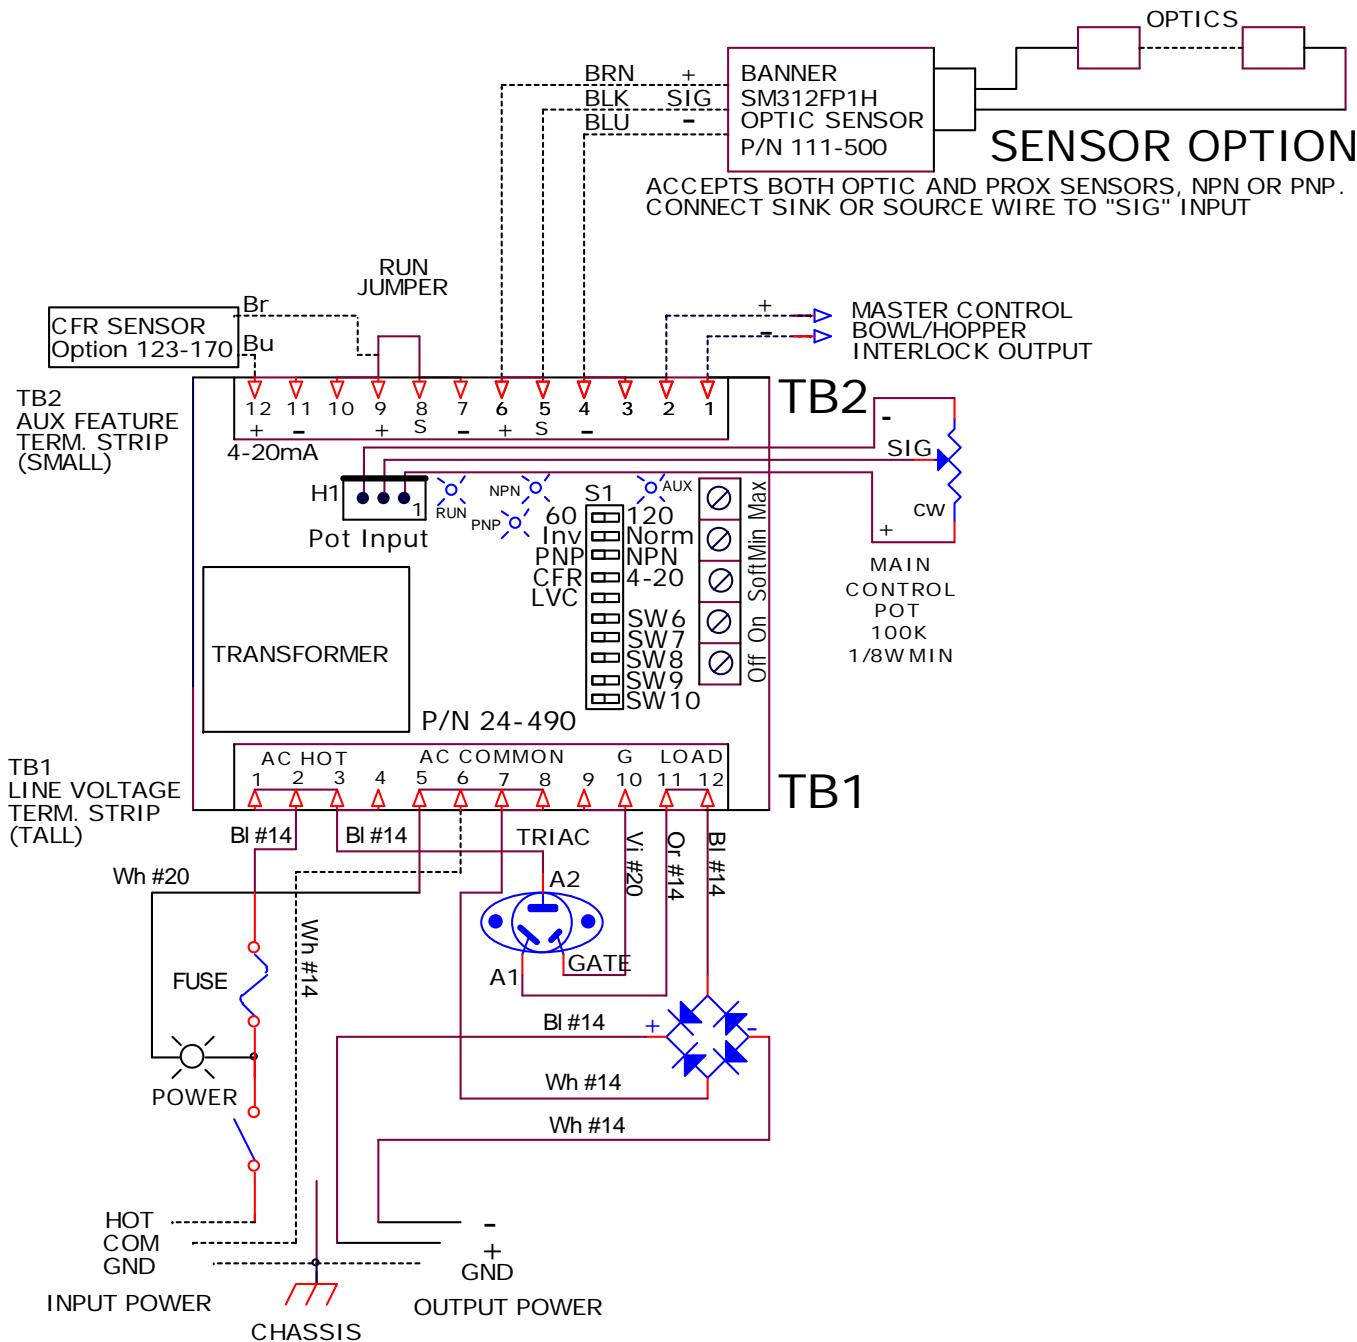 OPTICS
BRN +
BLK SIG
BLU -
BANNER
SM312FP1H
OPTIC SENSOR
P/N 111-500
SENSOR OPTION
ACCEPTS BOTH OPTIC AND PROX SENSORS, NPN OR PNP.
CONNECT SINK OR SOURCE WIRE TO "SIG" INPUT
RUN
JUMPER
CFR SENSOR
Option 123-170
Br
Bu
+
-
MASTER CONTROL
BOWL/HOPPER
INTERLOCK OUTPUT
TB2
AUX FEATURE
TERM. STRIP
(SMALL)
12 11 10 9 8 7 6 5 4 3 2 1
+ - + S - + S -
4-20mA
TB2
-
SIG
cw
+
MAIN
CONTROL
POT
100K
1/8W MIN
H1
1
Pot Input
RUN
NPN
PNP
AUX
S1
60 120
Inv Norm
PNP NPN
CFR 4-20
LVC
SW6
SW7
SW8
SW9
SW10
Off On Soft Min Max
TRANSFORMER
P/N 24-490
TB1
LINE VOLTAGE
TERM. STRIP
(TALL)
AC HOT AC COMMON G LOAD
1 2 3 4 5 6 7 8 9 10 11 12
TB1
Bl #14
Bl #14
TRIAC
Vi #20
Or #14
Bl #14
Wh #20
Wh #14
A2
A1
GATE
FUSE
POWER
Bl #14
+
-
Wh #14
Wh #14
HOT
COM
GND
INPUT POWER
-
+
GND
OUTPUT POWER
CHASSIS